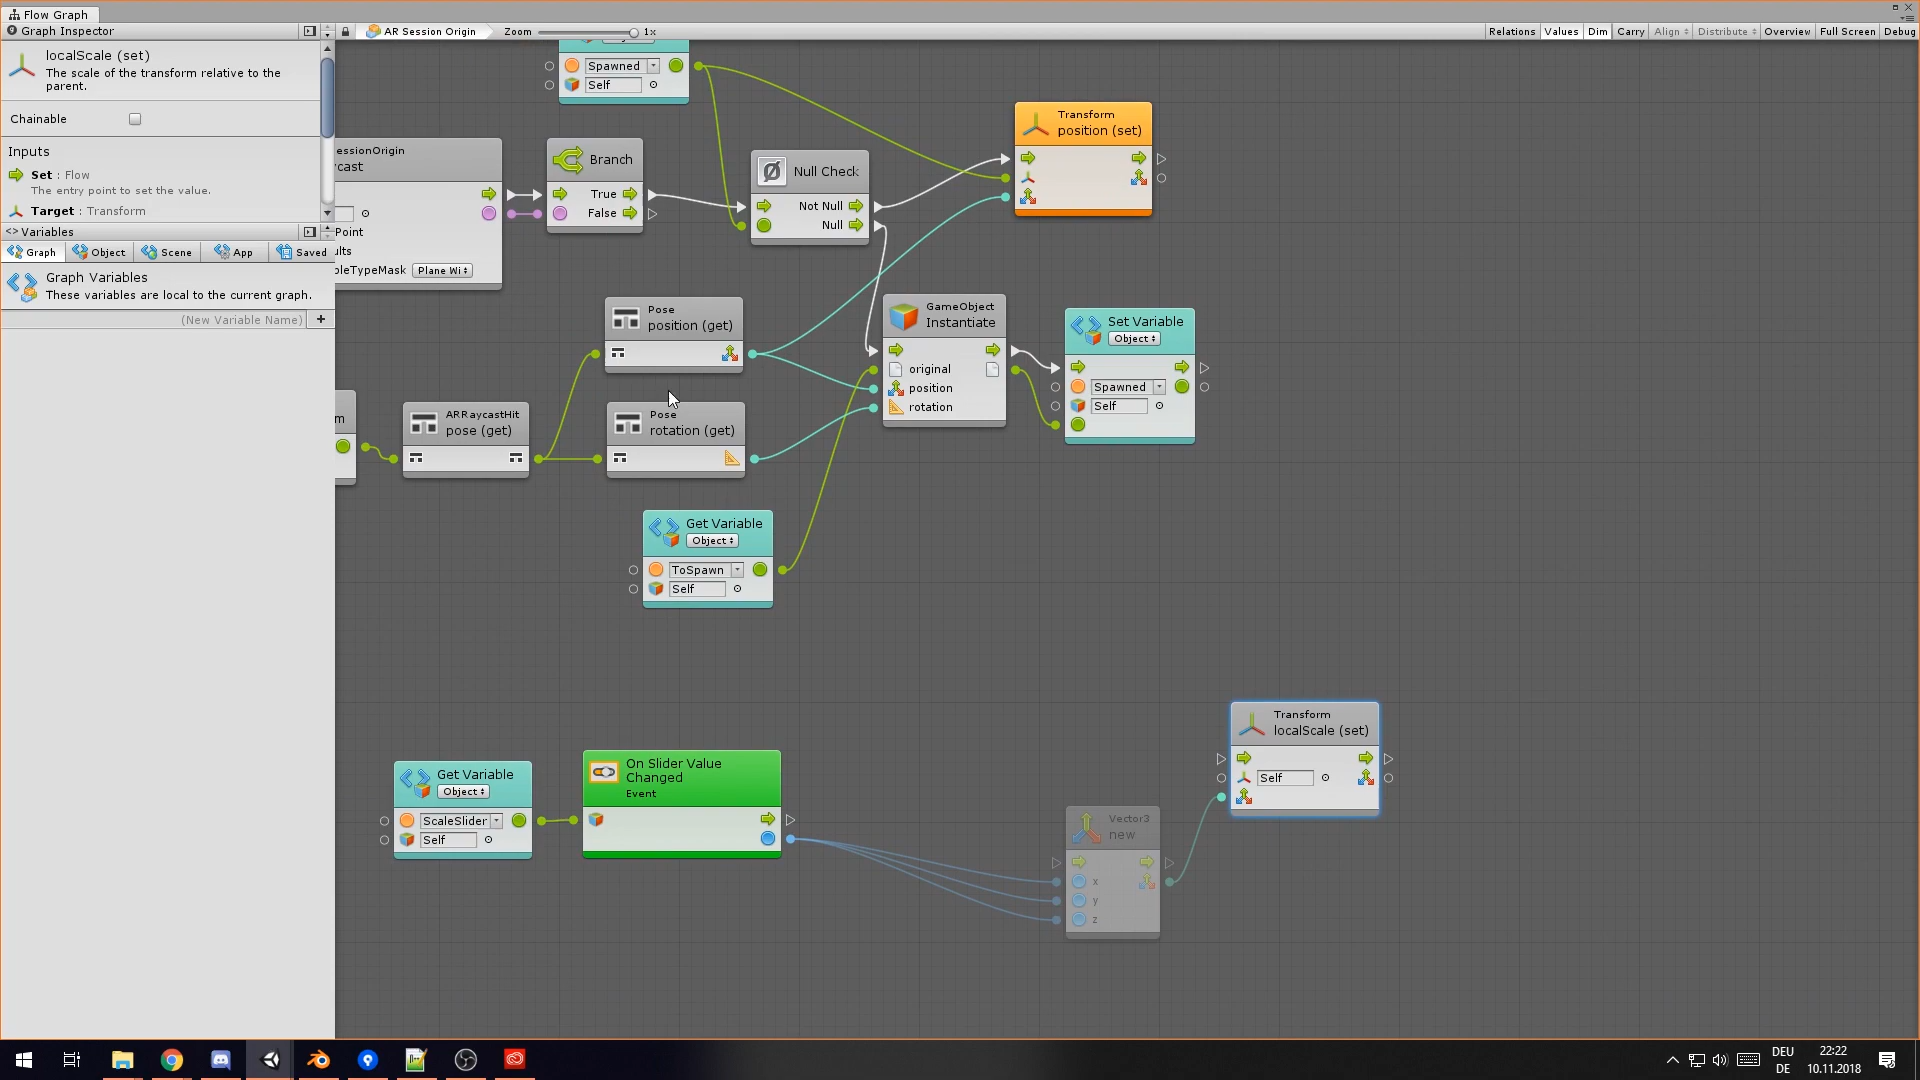 Flow Graph
Graph Inspector
AR Session Origin
Zoom
1x
Relations
Values
Dim
Carry
Align
Distribute
Overview
Full Screen
Debug
localScale (set)
The scale of the transform relative to the
parent.
Chainable
Inputs
Set : Flow
The entry point to set the value.
Target : Transform
<> Variables
Graph
Object
Scene
App
Saved
Graph Variables
These variables are local to the current graph.
(New Variable Name)
+
Spawned
Self
essionOrigin
cast
Point
ults
bleTypeMask
Plane Wi
Branch
True
False
Null Check
Not Null
Null
Transform
position (set)
Pose
position (get)
GameObject
Instantiate
original
position
rotation
Set Variable
Object
Spawned
Self
m
ARRaycastHit
pose (get)
Pose
rotation (get)
Get Variable
Object
ToSpawn
Self
Get Variable
Object
ScaleSlider
Self
On Slider Value
Changed
Event
Vector3
new
x
y
z
Transform
localScale (set)
Self
DEU
DE
22:22
10.11.2018